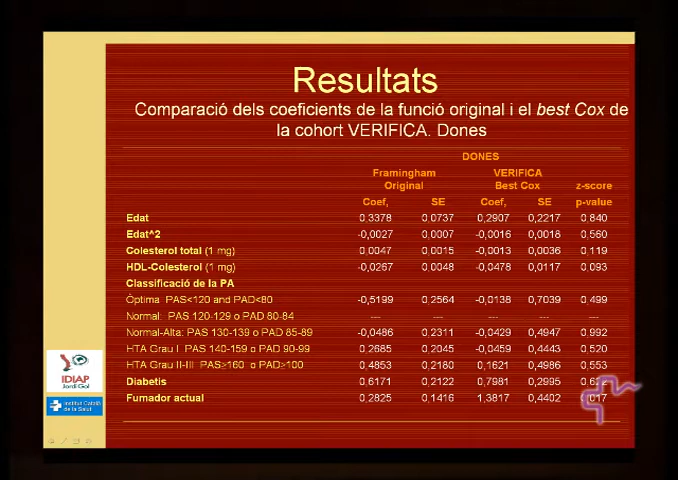 Resultats
Comparació dels coeficients de la funció original i el best Cox de
la cohort VERIFICA. Dones
DONES
Framingham VERIFICA
Original Best Cox z-score
Coef, SE Coef, SE p-value
Edat 0,3378 0,0737 0,2907 0,2217 0.840
Edat^2 -0,0027 0,0007 -0,0016 0,0018 0,560
Colesterol total (1 mg) 0,0047 0,0015 -0,0013 0,0036 0,119
HDL-Colesterol (1 mg) -0,0267 0,0048 -0,0478 0,0117 0,093
Classificació de la PA
Òptima: PAS<120 and PAD<80 -0,5199 0,2564 -0,0138 0,7039 0.499
Normal: PAS 120-129 o PAD 80-84 --- --- --- --- ---
Normal-Alta: PAS 130-139 o PAD 85-89 -0,0486 0,2311 -0,0429 0,4947 0.992
HTA Grau I PAS 140-159 o PAD 90-99 0,2685 0,2045 -0,0459 0,4443 0,520
HTA Grau II-III PAS≥160 o PAD≥100 0,4853 0,2180 0,1621 0,4986 0,553
Diabetis 0,6171 0,2122 0,7981 0,2995
Fumador actual 0,2825 0,1416 1,3817 0,4402 0,017
IDIAP
Jordi Gol
Institut Català
de la Salut